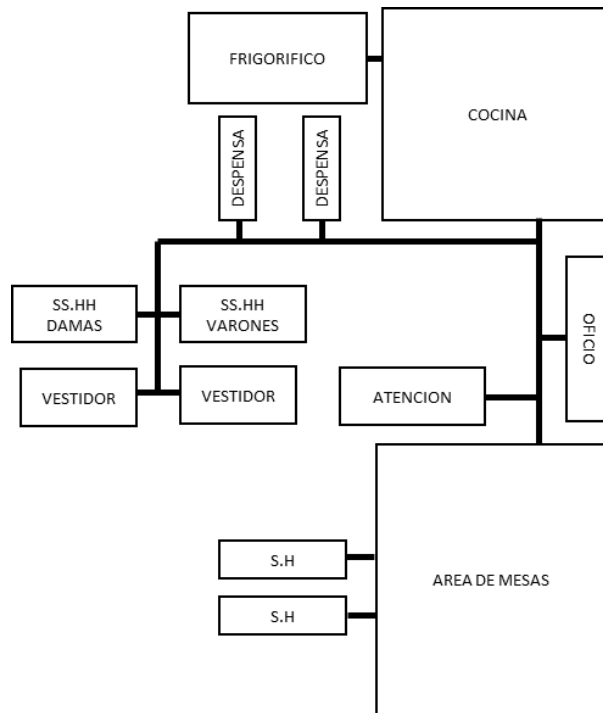 FRIGORIFICO
COCINA
DESPENSA
DESPENSA
SS.HH
DAMAS
SS.HH
VARONES
OFICIO
VESTIDOR
VESTIDOR
ATENCION
S.H
AREA DE MESAS
S.H